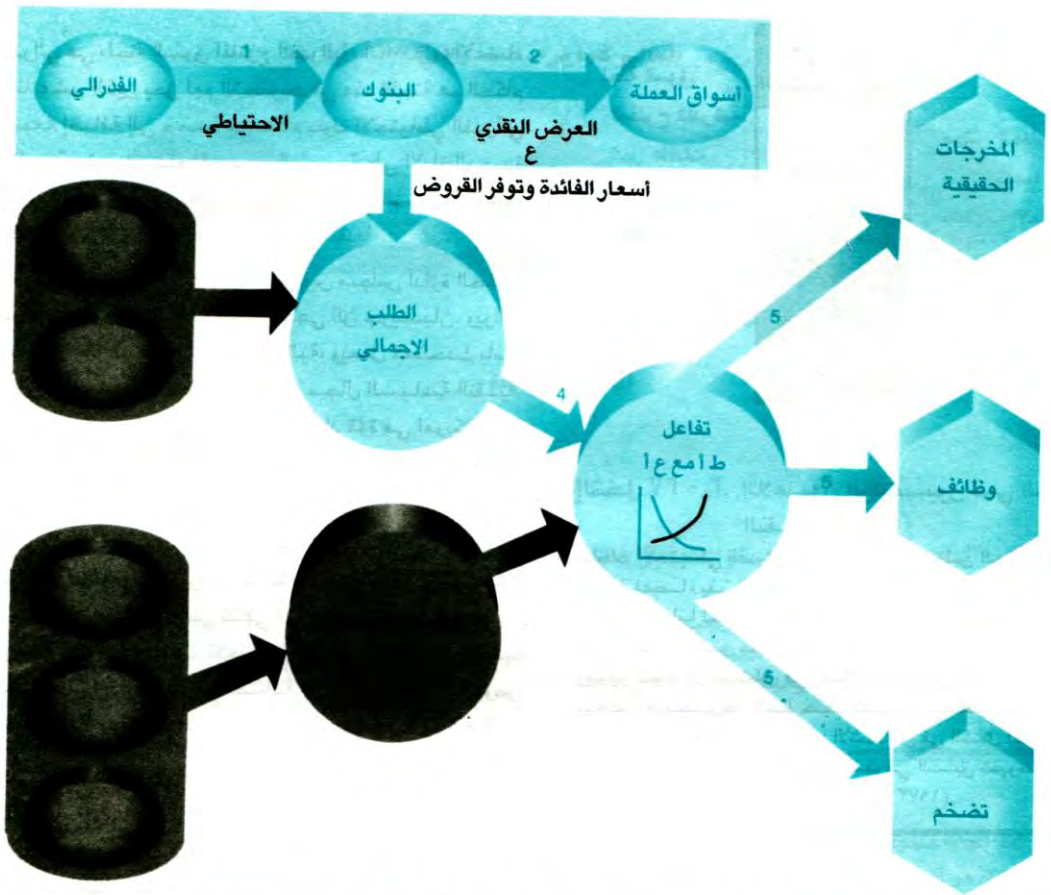 الفدرالي
1
الاحتياطي
البنوك
2
العرض النقدي
ع
أسواق العملة
أسعار الفائدة وتوفر القروض
الطلب
الاجمالي
4
تفاعل
ط أ مع ع أ
5
المخرجات
الحقيقية
5
وظائف
5
تضخم